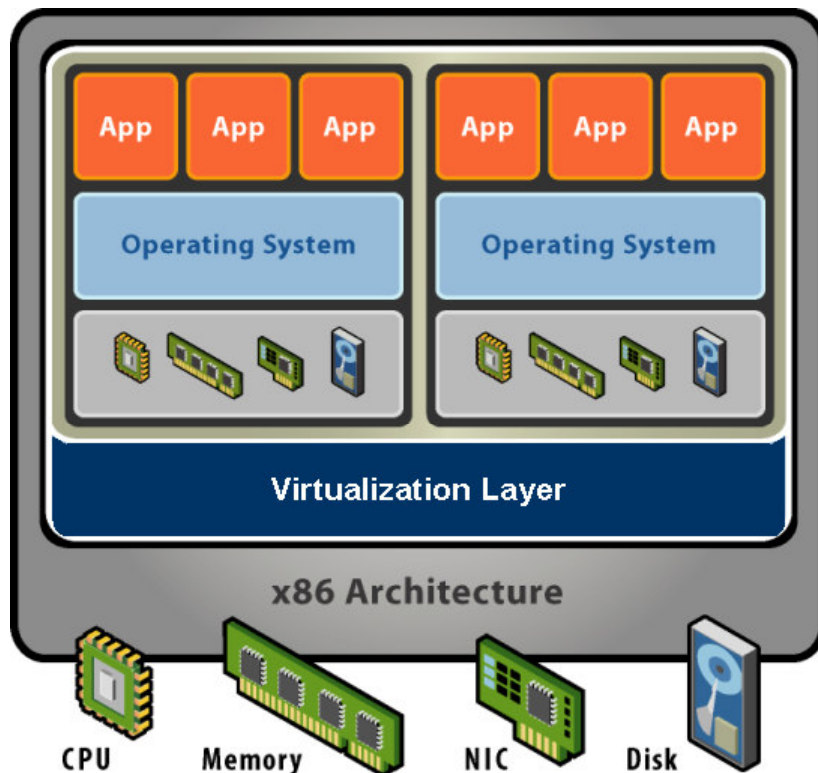 App App App App App App
Operating System Operating System
Virtualization Layer
x86 Architecture
CPU Memory NIC Disk